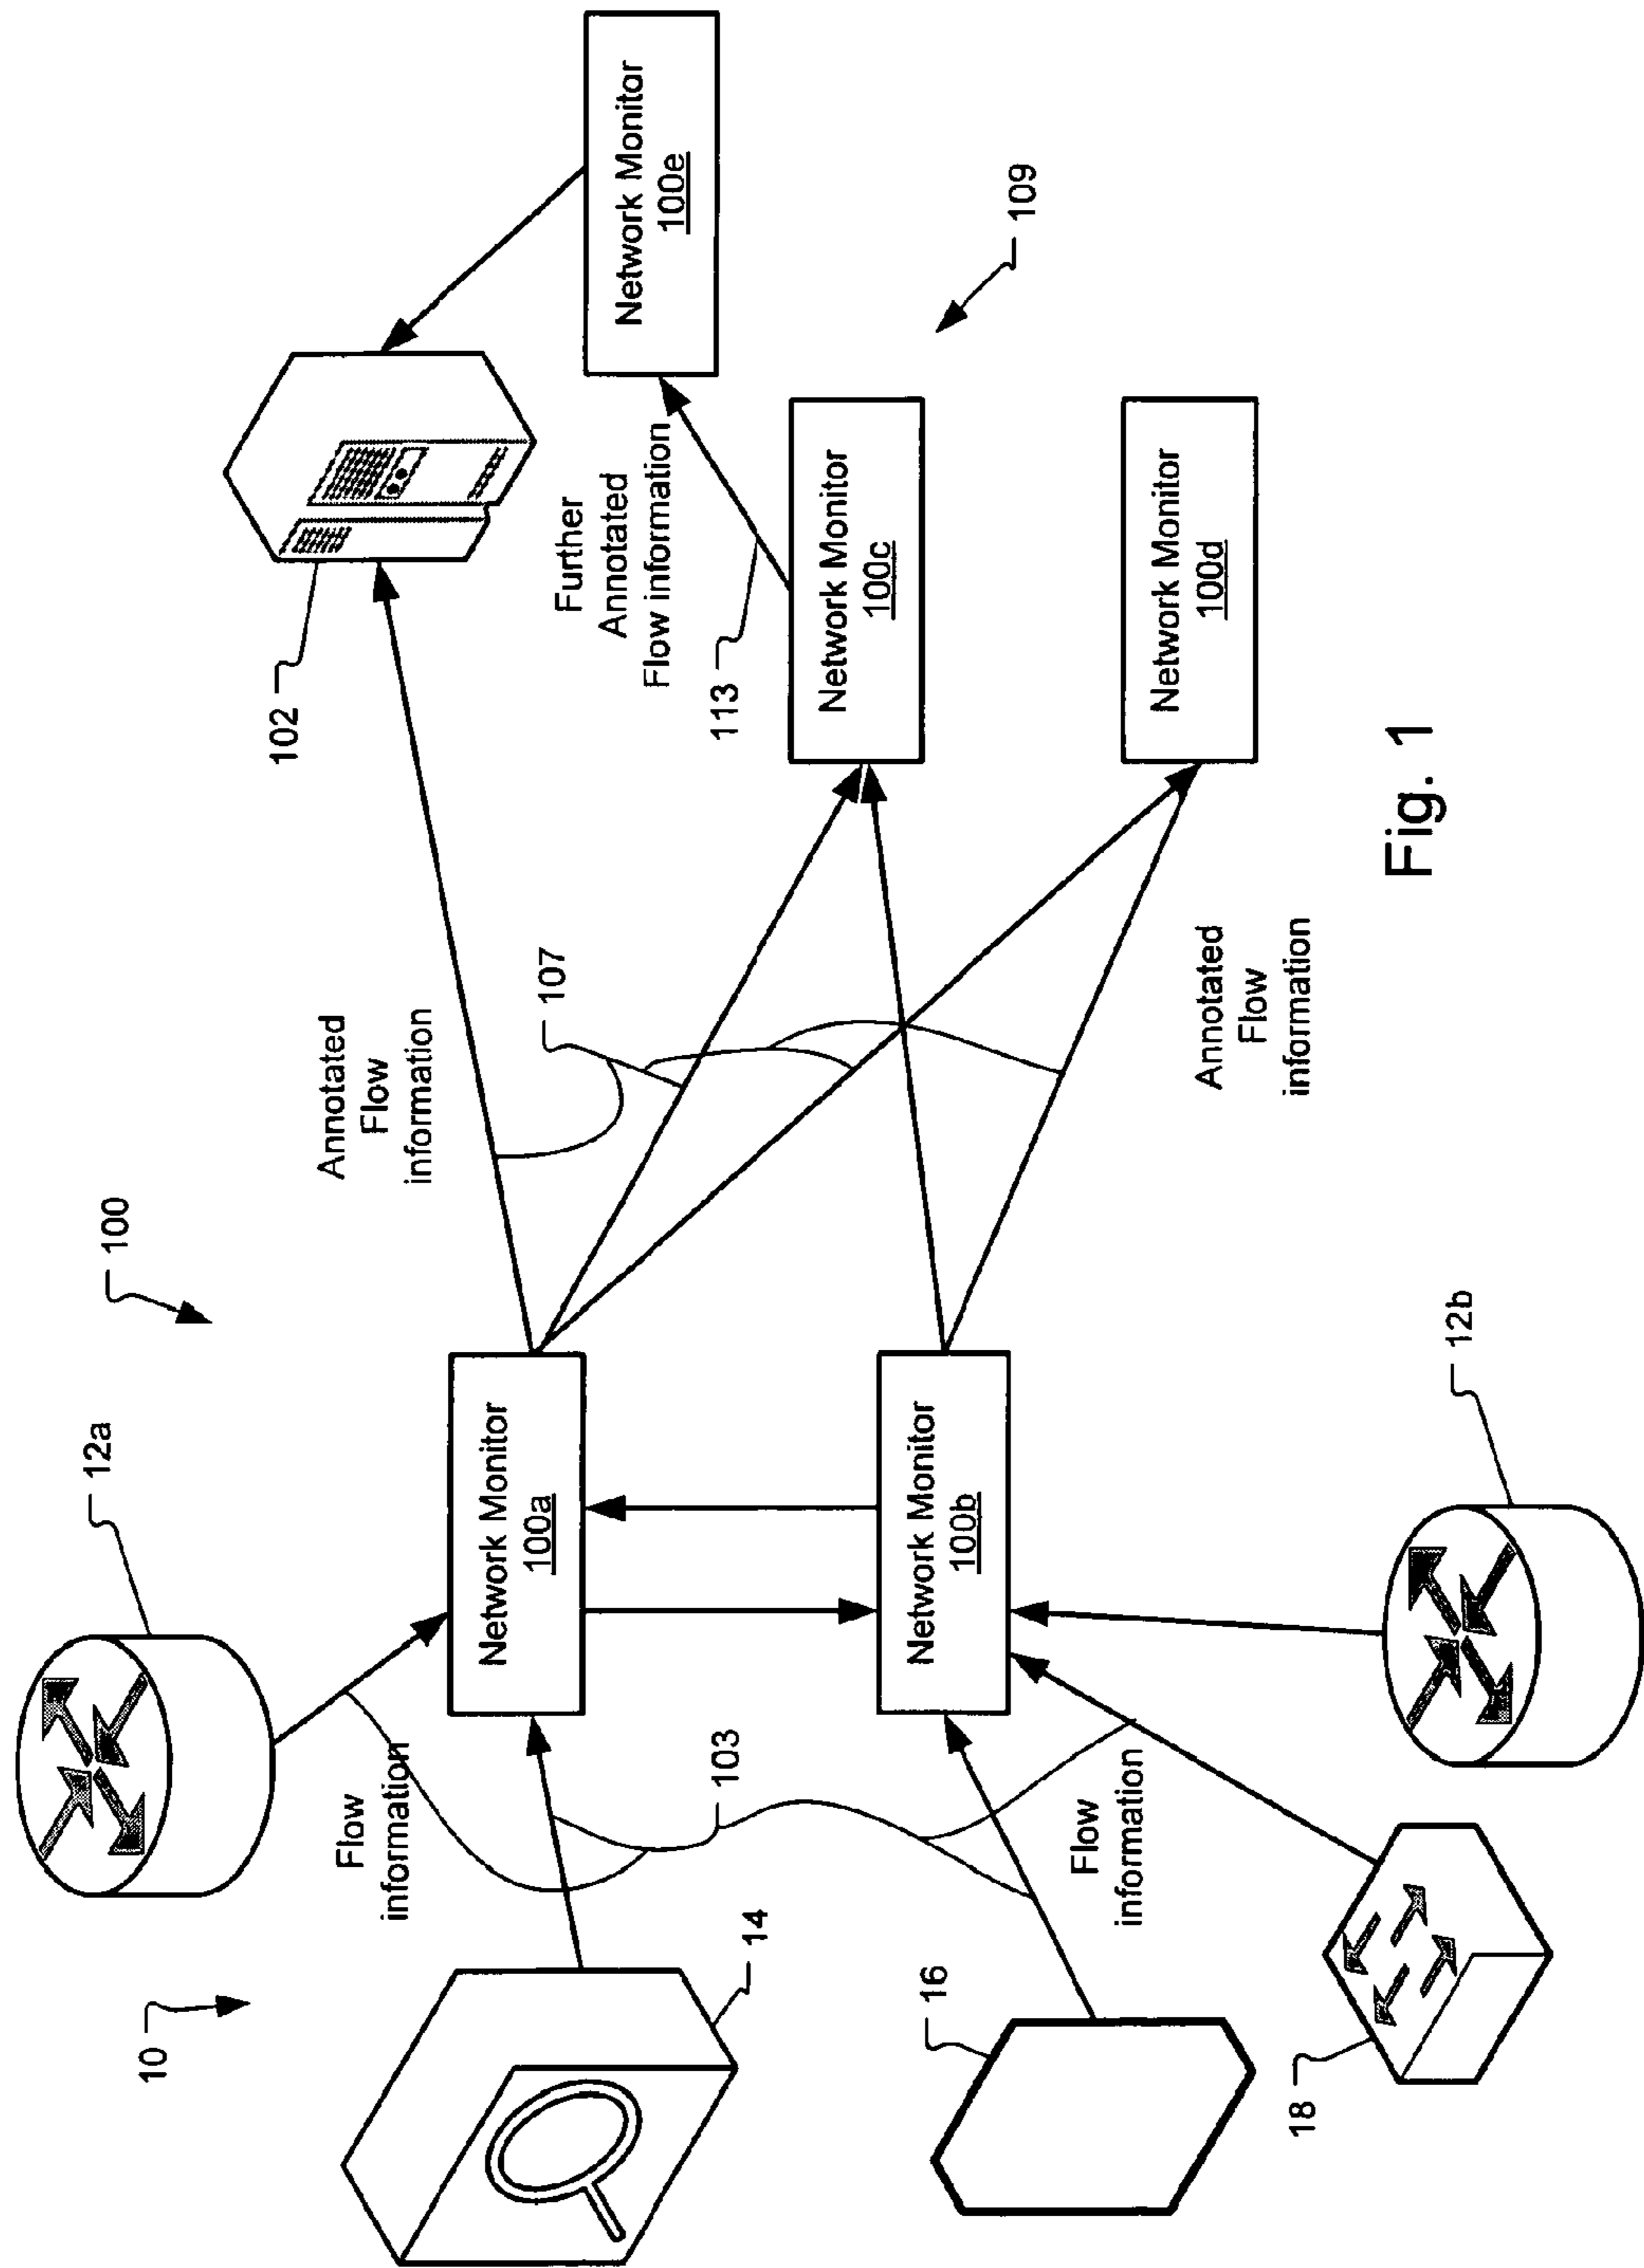 10
100
12a
14
16
18
12b
Flow
information
103
Flow
information
Network Monitor
100a
Network Monitor
100b
Annotated
Flow
information
107
Annotated
Flow
information
102
Further
Annotated
Flow information
113
Network Monitor
100c
Network Monitor
100d
Network Monitor
100e
109
Fig. 1